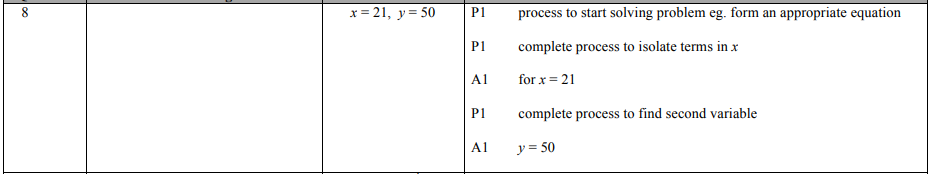 8 x = 21, y = 50 P1 process to start solving problem eg. form an appropriate equation
P1 complete process to isolate terms in x
A1 for x = 21
P1 complete process to find second variable
A1 y = 50